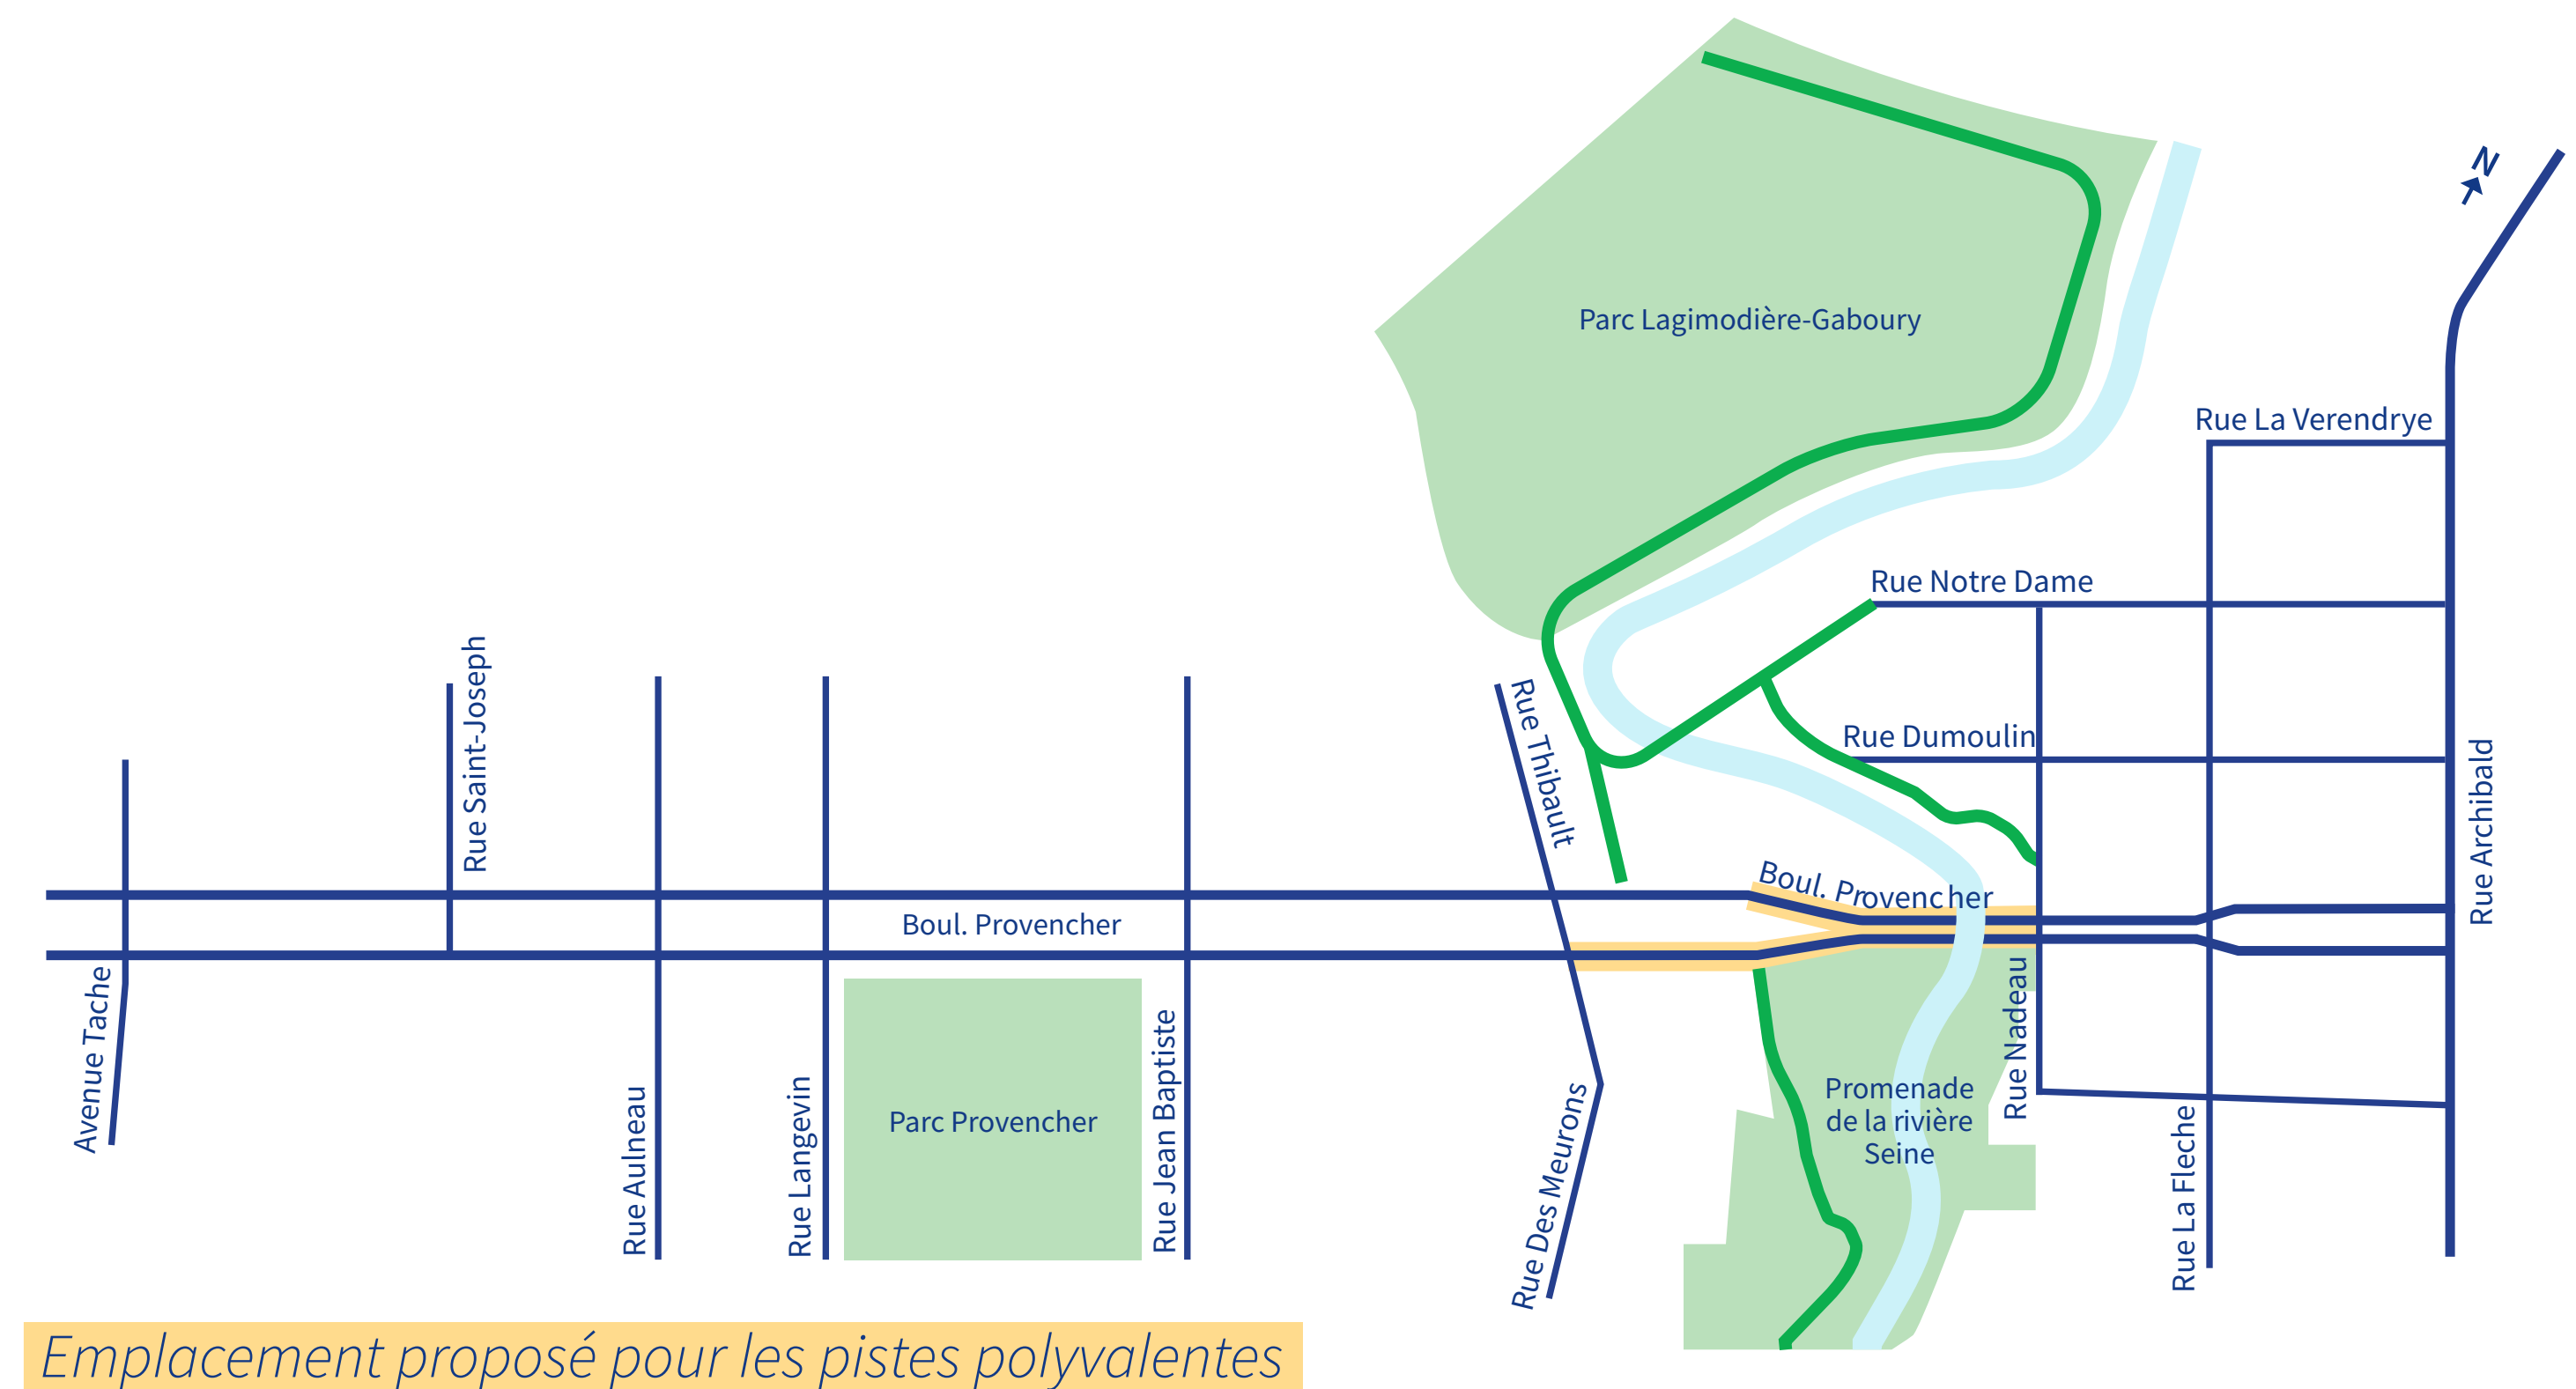 N
Parc Lagimodière-Gaboury
Rue La Verendrye
Rue Notre Dame
Rue Saint-Joseph
Rue Thibault
Rue Dumoulin
Rue Archibald
Boul. Provencher
Boul. Provencher
Avenue Tache
Rue Aulneau
Rue Langevin
Parc Provencher
Rue Jean Baptiste
Rue Des Meurons
Promenade
de la rivière
Seine
Rue Nadeau
Rue La Fleche
Emplacement proposé pour les pistes polyvalentes